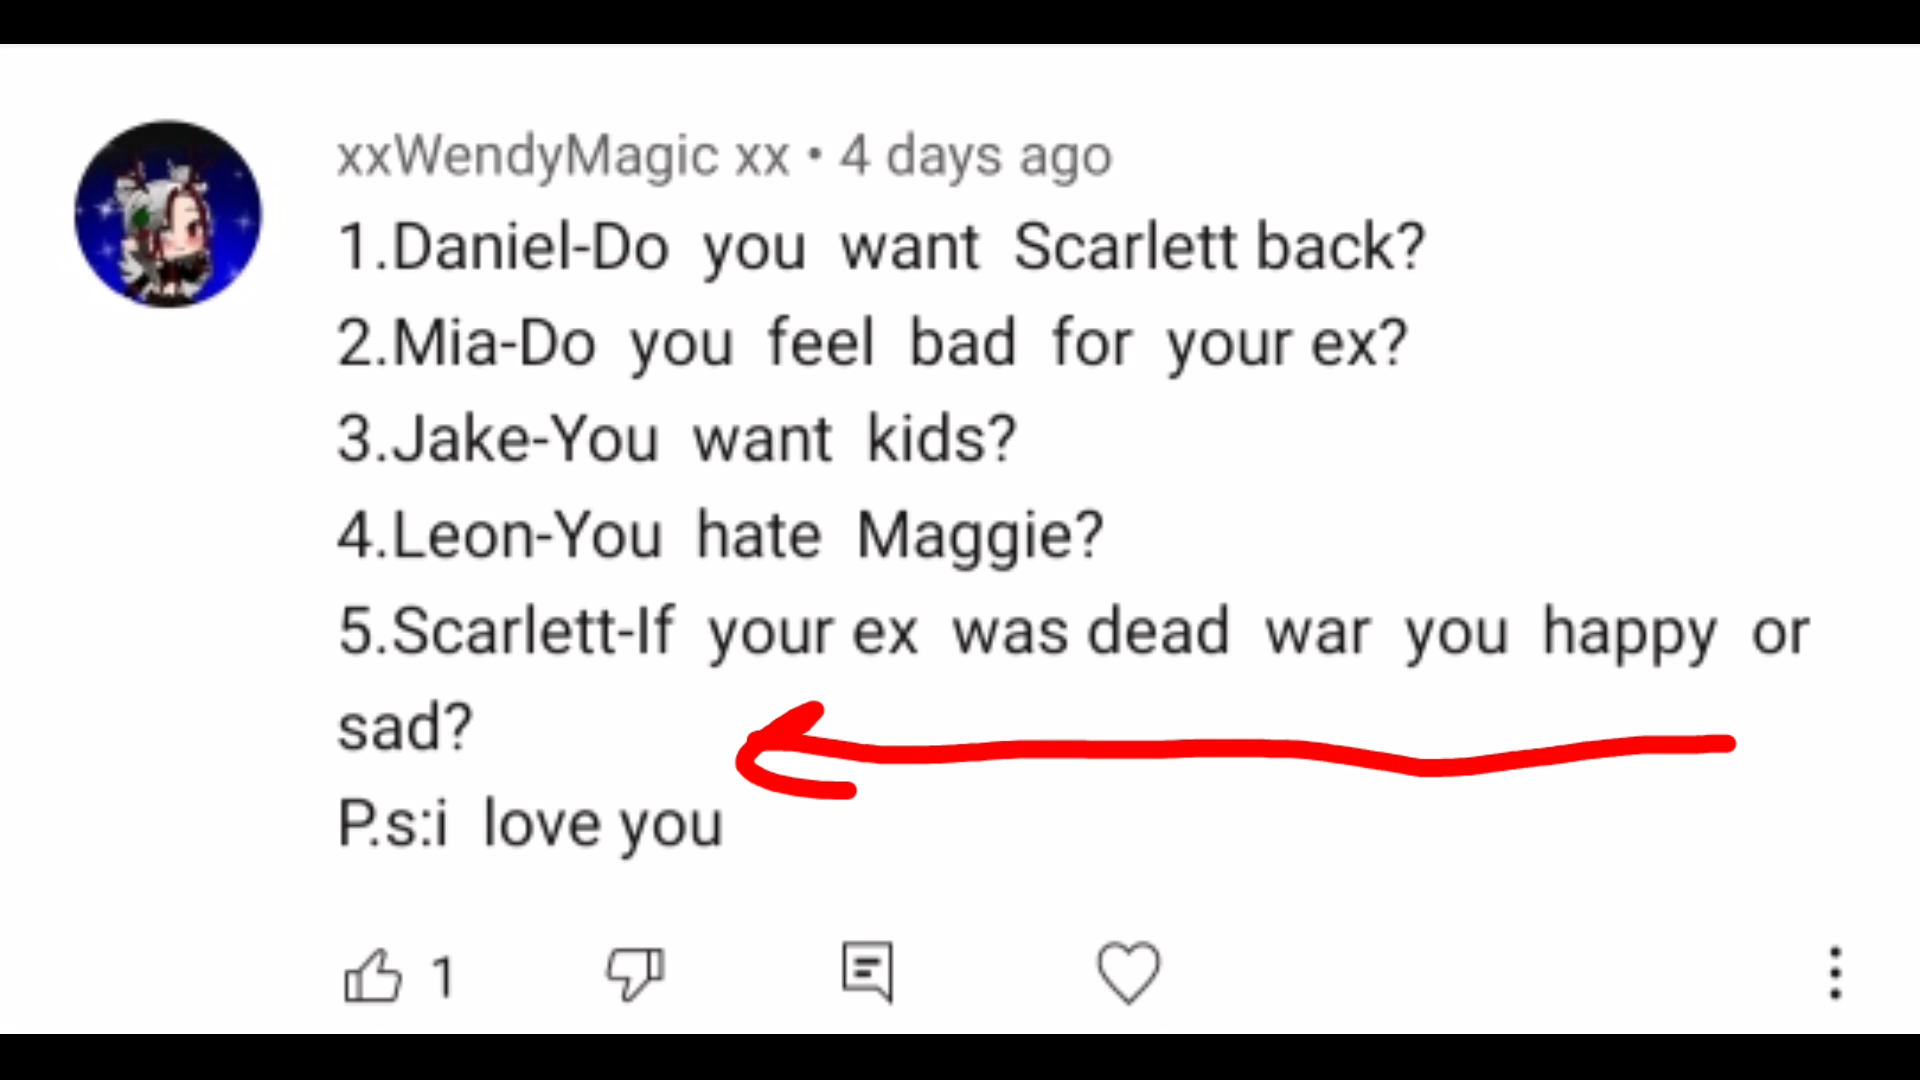 xxWendyMagic xx • 4 days ago
1.Daniel-Do you want Scarlett back?
2.Mia-Do you feel bad for your ex?
3.Jake-You want kids?
4.Leon-You hate Maggie?
5.Scarlett-If your ex was dead war you happy or
sad?
P.s:i love you
1